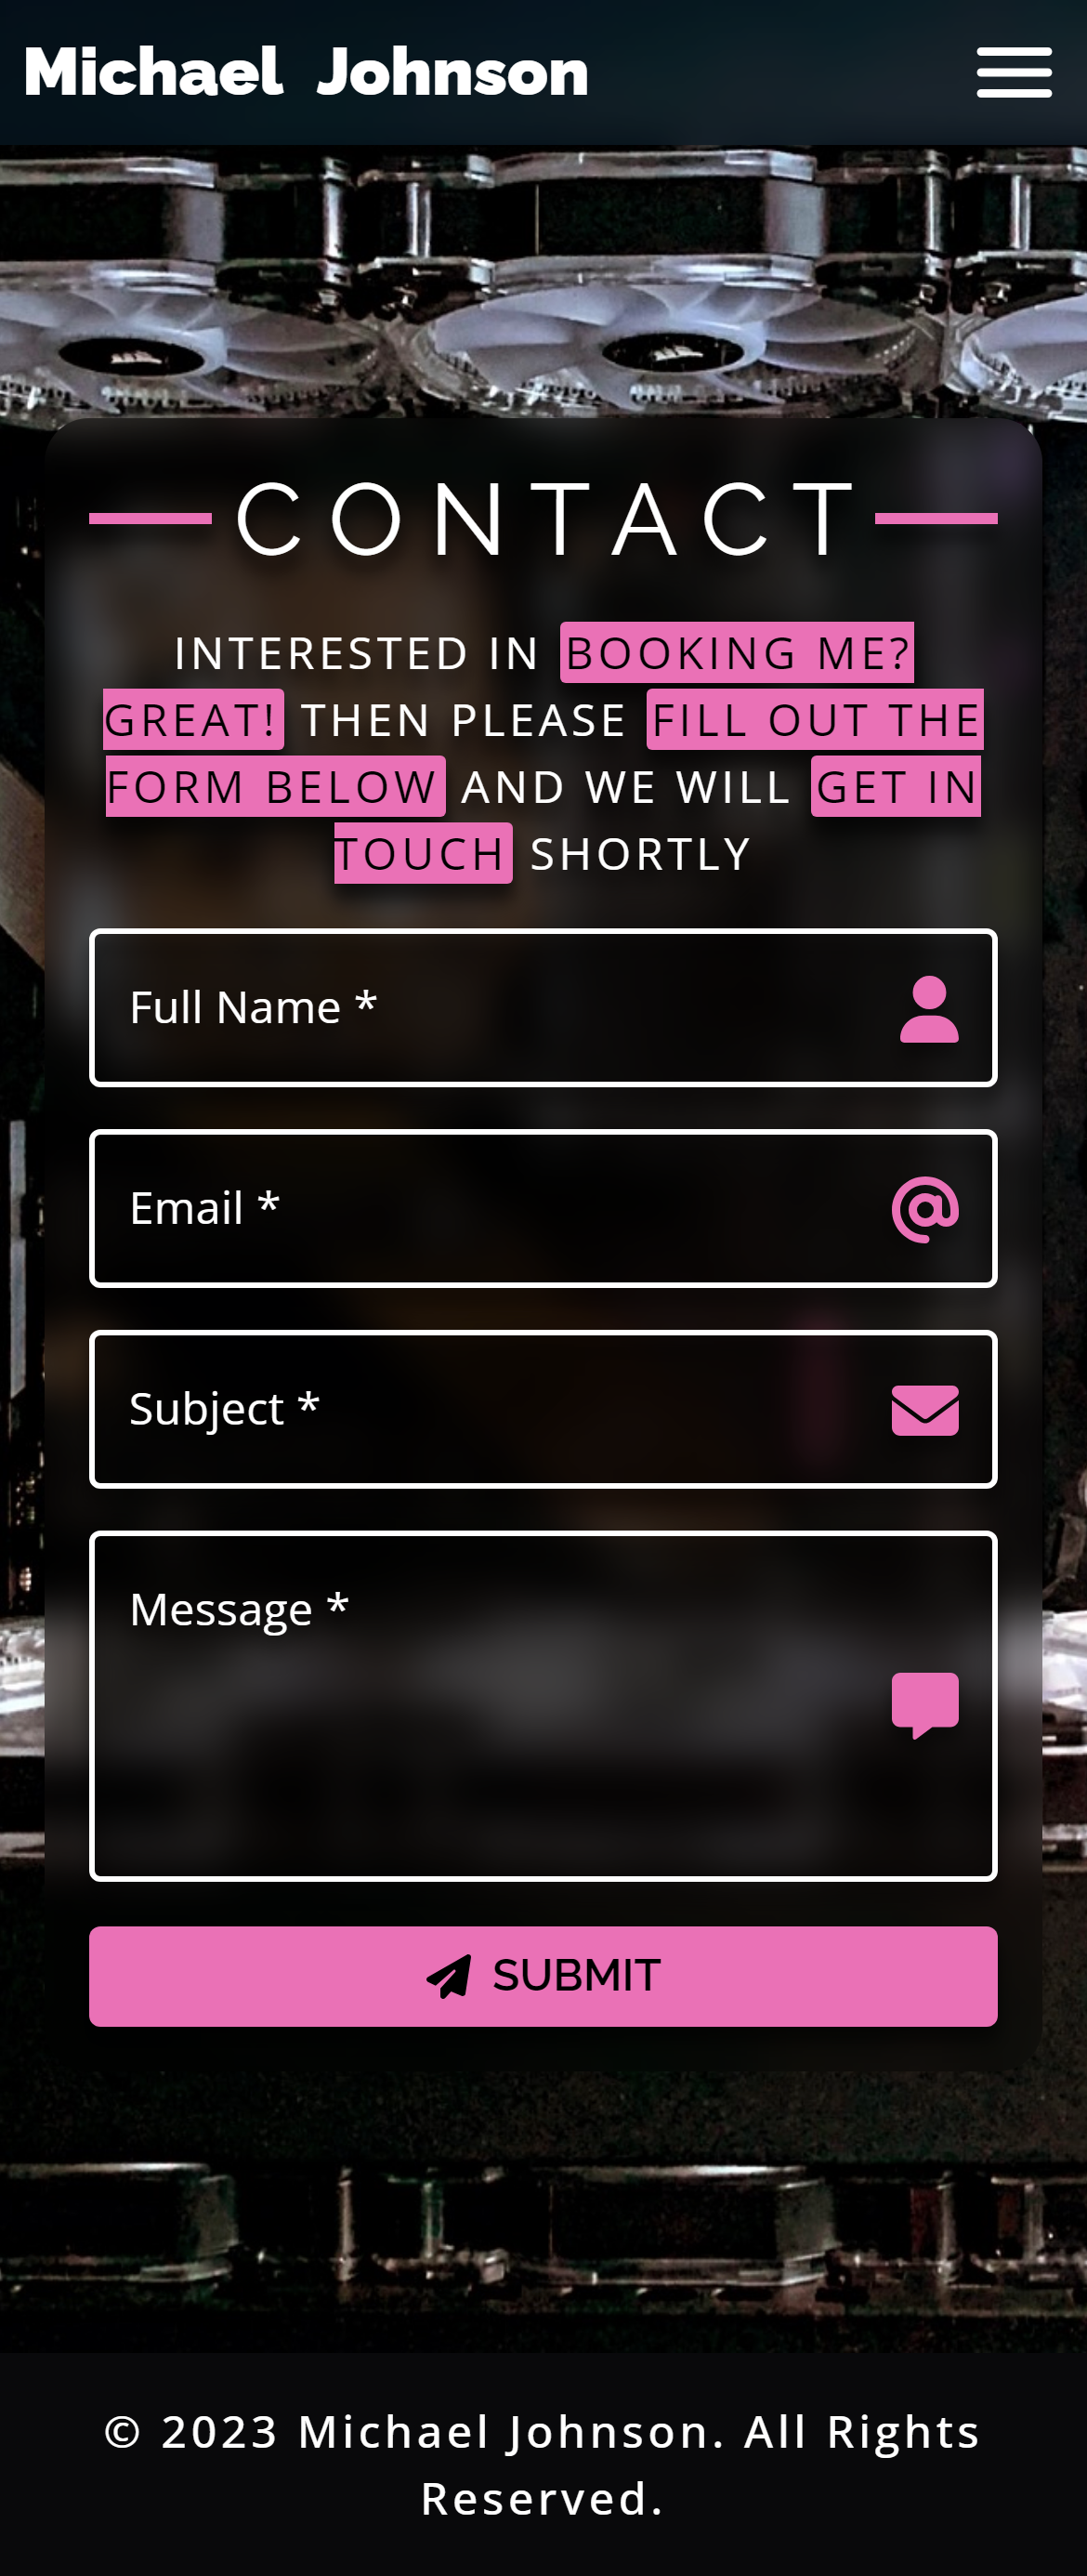 Michael Johnson
CONTACT
INTERESTED IN BOOKING ME?
GREAT! THEN PLEASE FILL OUT THE
FORM BELOW AND WE WILL GET IN
TOUCH SHORTLY
Full Name *
Email *
Subject *
Message *
SUBMIT
© 2023 Michael Johnson. All Rights
Reserved.